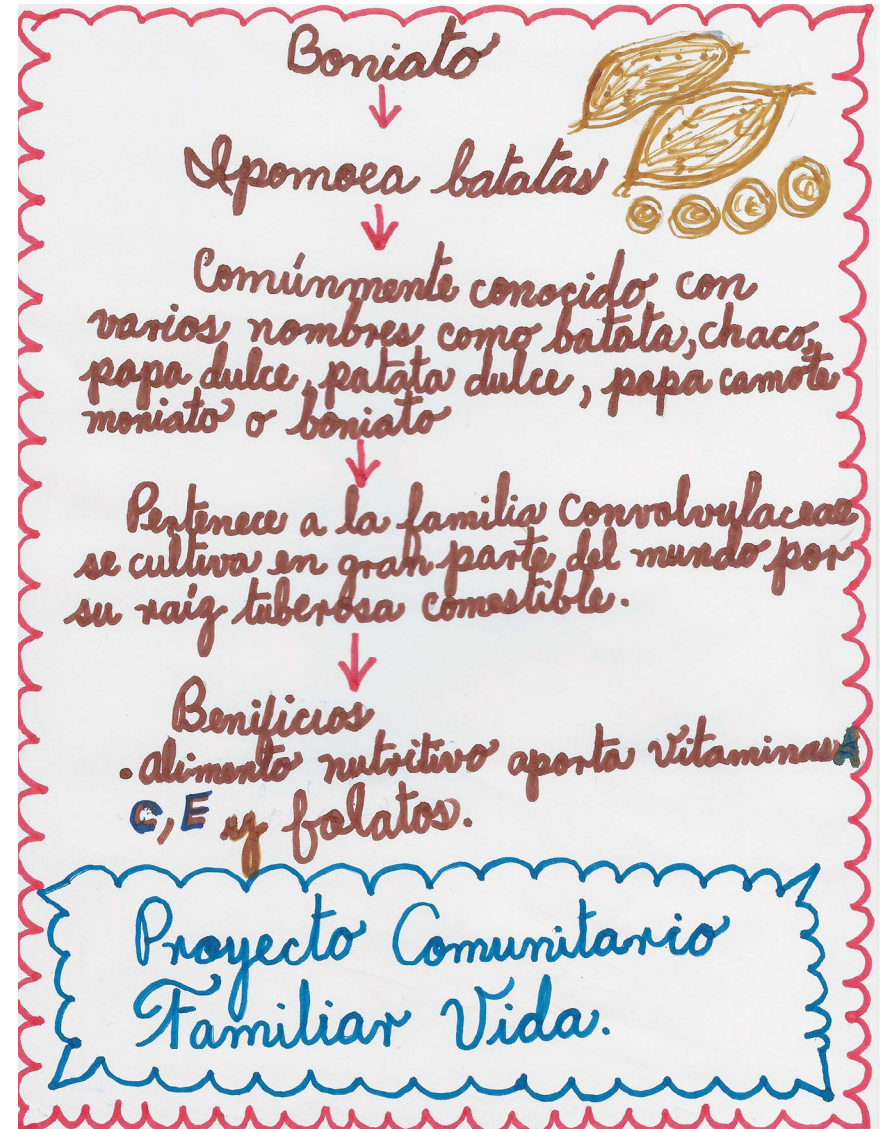 Boniato
Ipomoea batatas
Comúnmente conocido con
varios nombres como batata, chaco,
papa dulce, patata dulce, papa camote
moniato o boniato
Pertenece a la familia Convolvulaceae
se cultiva en gran parte del mundo por
su raíz tuberosa comestible.
Benificios
. alimento nutritivo aporta vitaminas A
C, E y folatos.
Proyecto Comunitario
Familiar Vida.